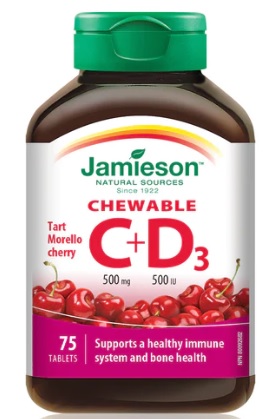 Jamieson™
NATURAL SOURCES
Since 1922
CHEWABLE
Tart
Morello
cherry
C+D3
500 mg 500 IU
75
TABLETS
Supports a healthy immune
system and bone health